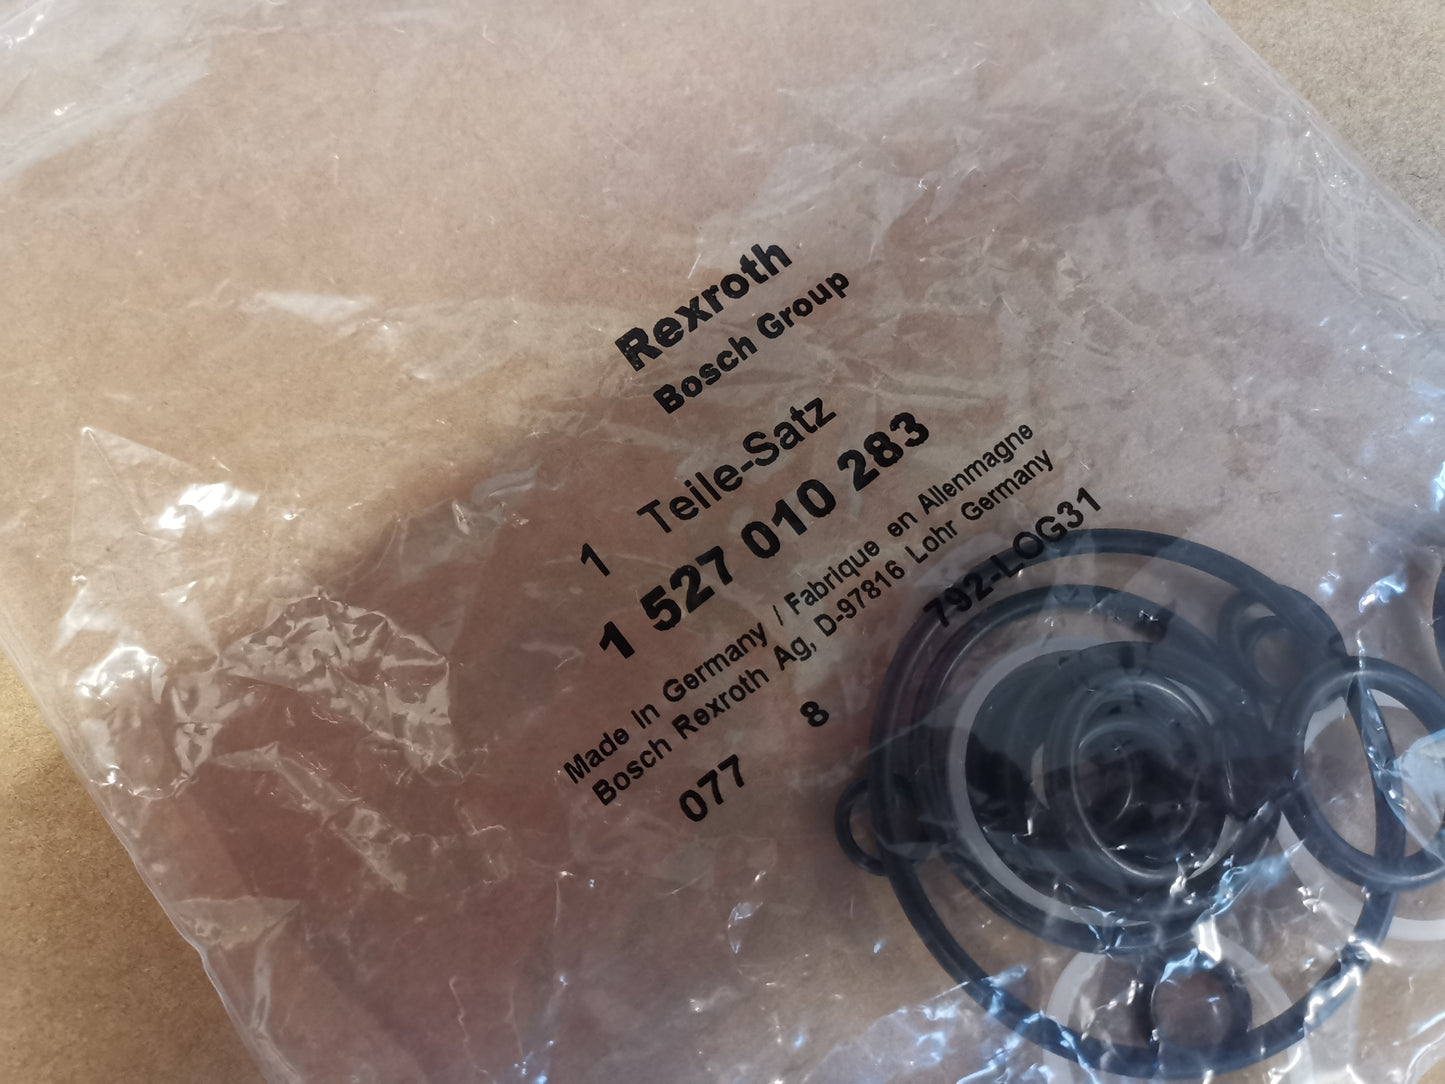 Rexroth
Bosch Group
1 Teile-Satz
1 527 010 283
Made In Germany / Fabrique en Allenmagne
Bosch Rexroth Ag, D-97816 Lohr Germany
077 8 792-LOG31